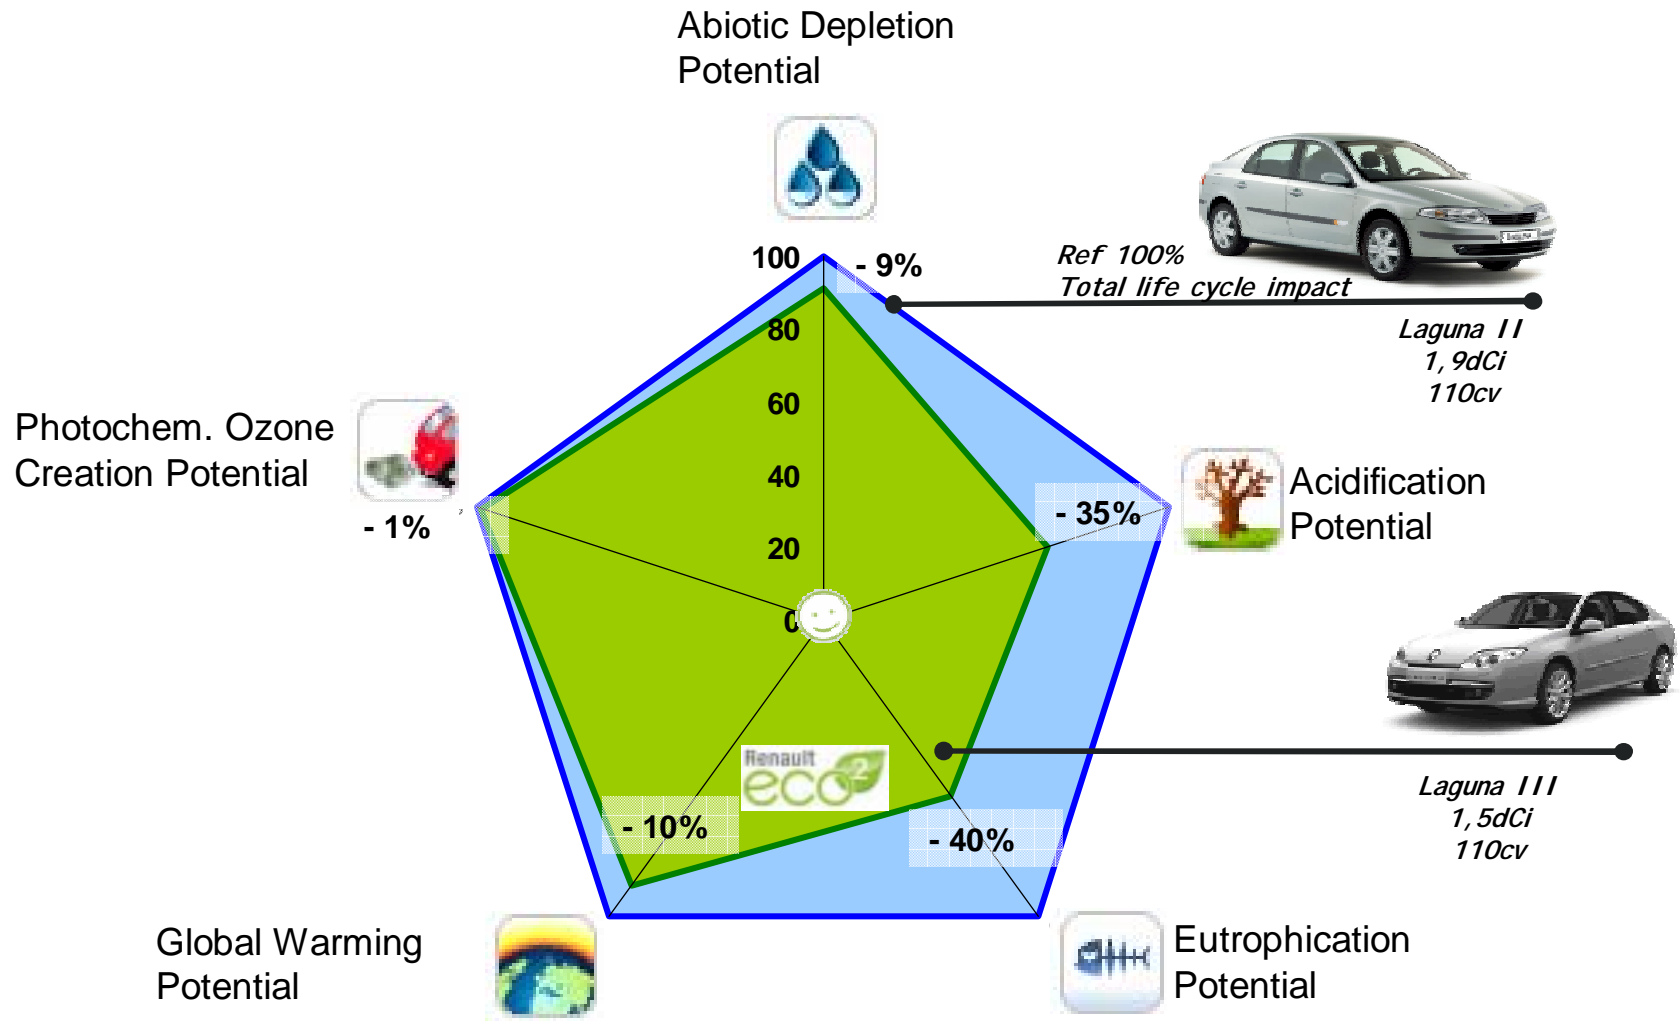 Abiotic Depletion
Potential
100
- 9%
Ref 100%
Total life cycle impact
80
Laguna II
1,9dCi
110cv
60
Photochem. Ozone
Creation Potential
- 1%
40
- 35%
Acidification
Potential
20
0
Renault
eco²
Laguna III
1,5dCi
110cv
- 10%
- 40%
Global Warming
Potential
Eutrophication
Potential